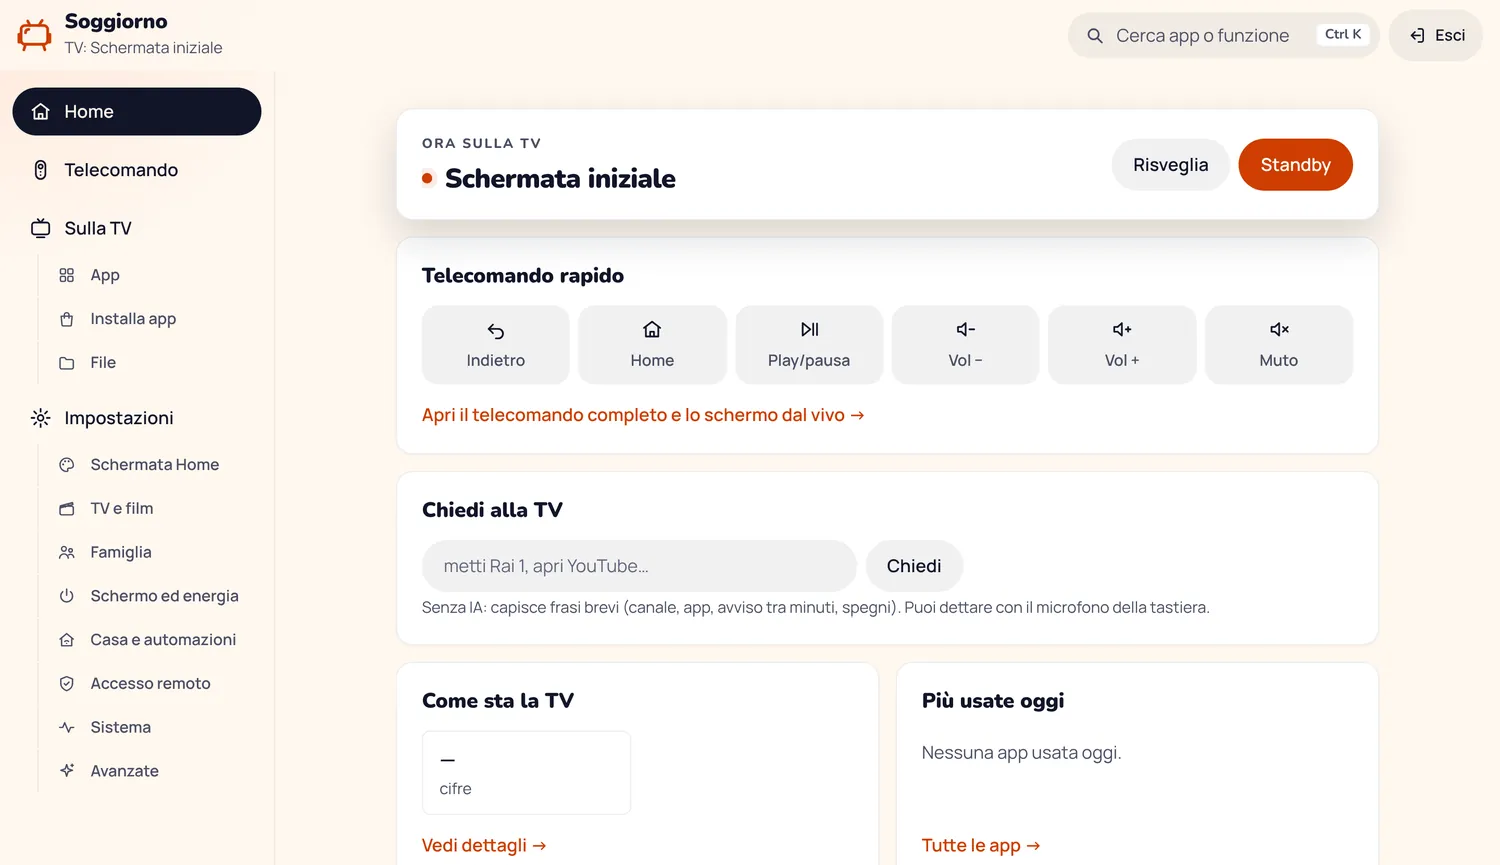 Soggiorno
TV: Schermata iniziale
Cerca app o funzione
Ctrl K
Esci
Home
Telecomando
Sulla TV
App
Installa app
File
Impostazioni
Schermata Home
TV e film
Famiglia
Schermo ed energia
Casa e automazioni
Accesso remoto
Sistema
Avanzate
ORA SULLA TV
Schermata iniziale
Risveglia
Standby
Telecomando rapido
Indietro
Home
Play/pausa
Vol −
Vol +
Muto
Apri il telecomando completo e lo schermo dal vivo →
Chiedi alla TV
metti Rai 1, apri YouTube…
Chiedi
Senza IA: capisce frasi brevi (canale, app, avviso tra minuti, spegni). Puoi dettare con il microfono della tastiera.
Come sta la TV
—
cifre
Vedi dettagli →
Più usate oggi
Nessuna app usata oggi.
Tutte le app →